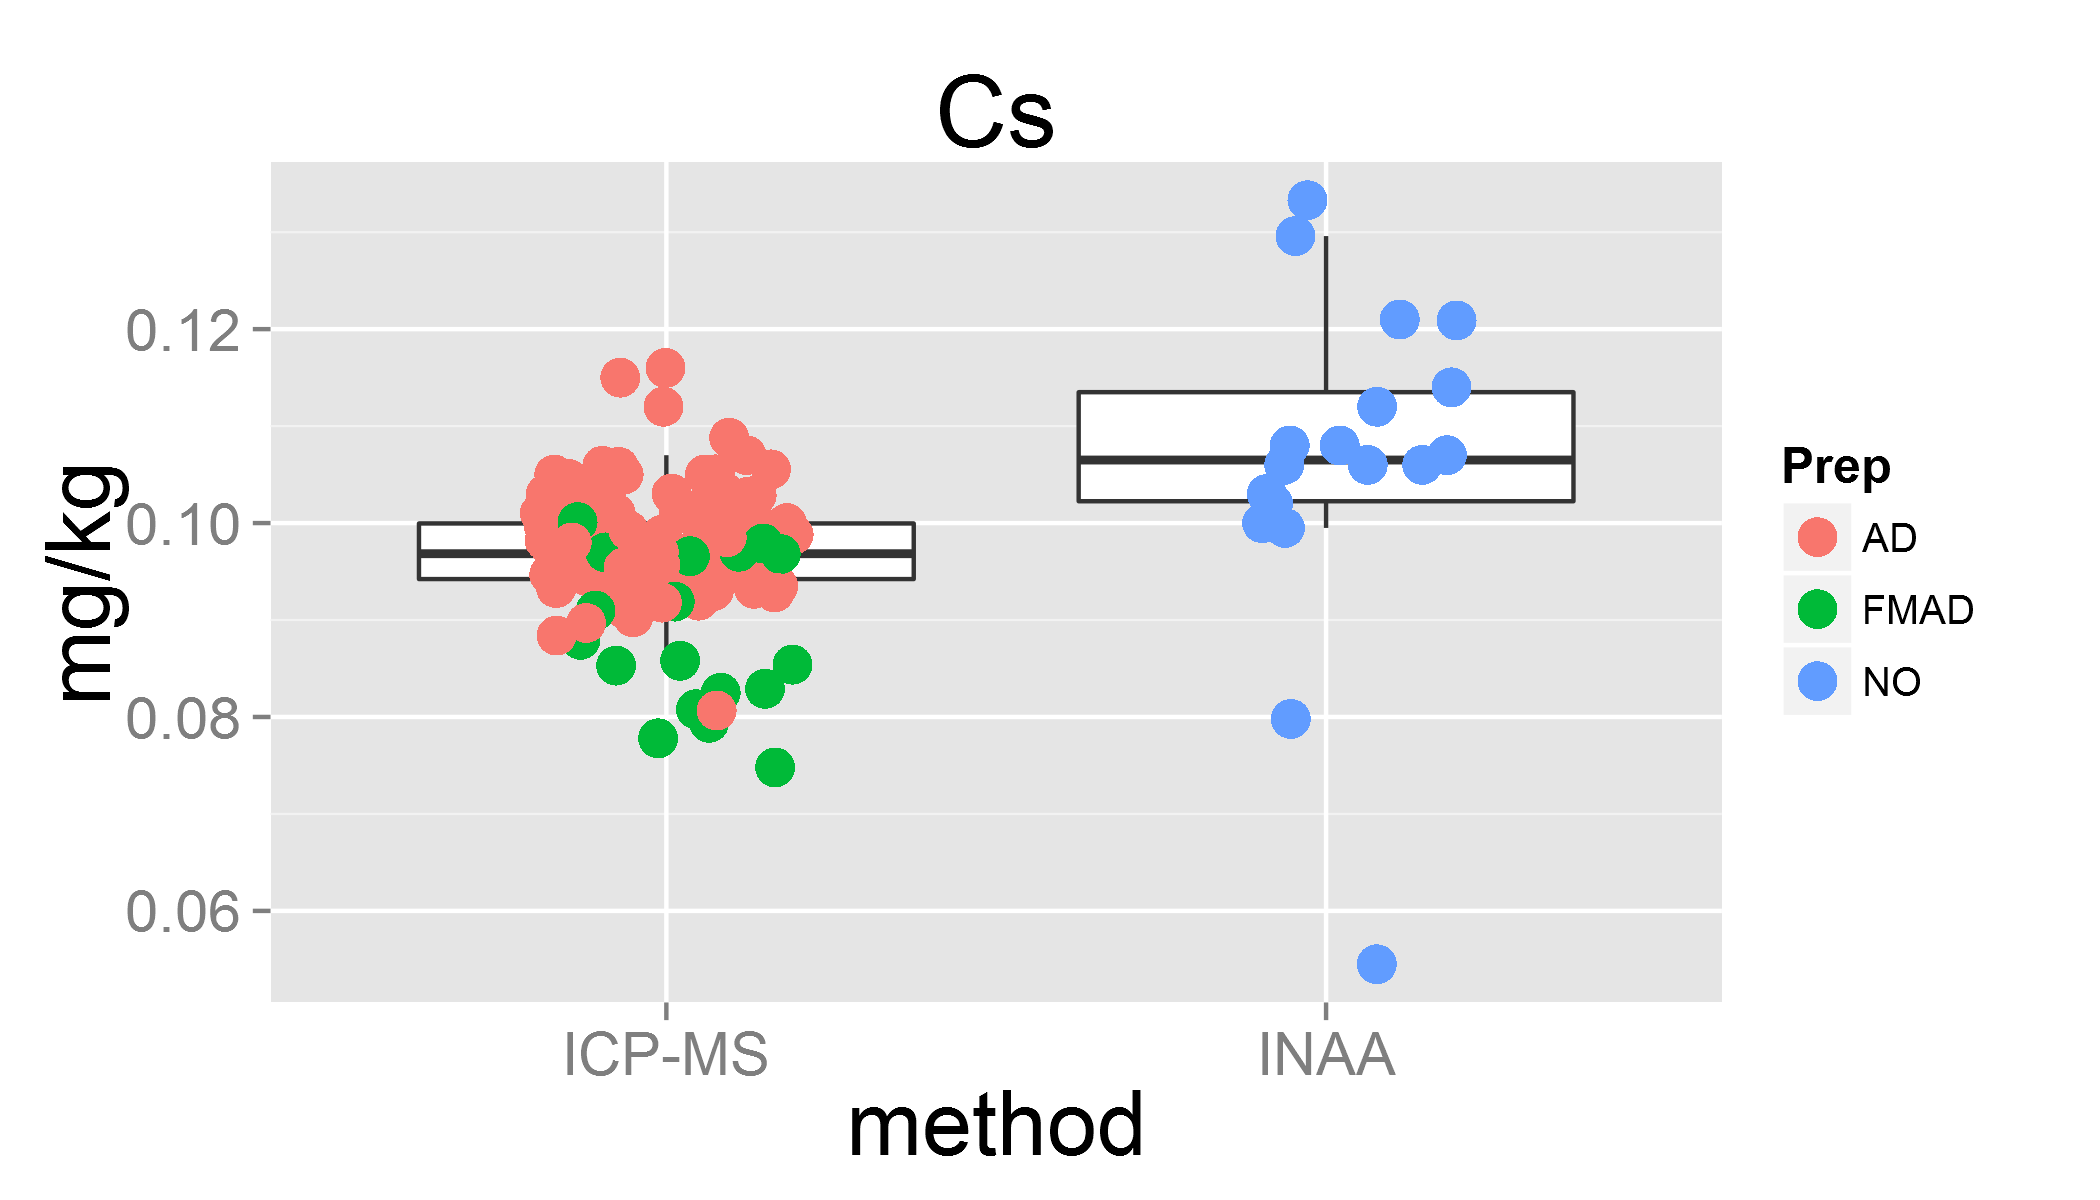 Cs
mg/kg
0.12
0.10
0.08
0.06
ICP-MS
INAA
method
Prep
AD
FMAD
NO